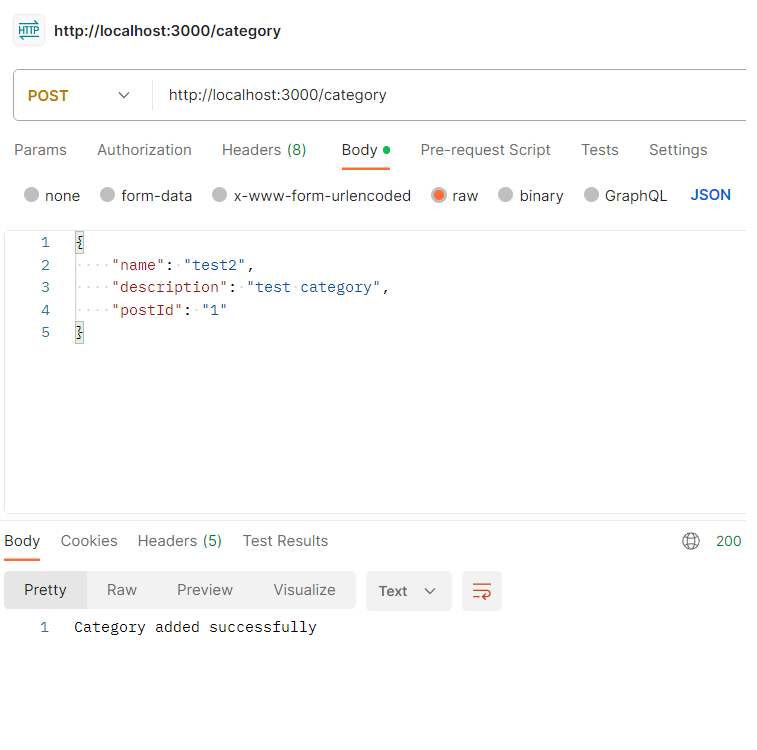 HTTP http://localhost:3000/category
POST http://localhost:3000/category
Params Authorization Headers (8) Body Pre-request Script Tests Settings
none form-data x-www-form-urlencoded raw binary GraphQL JSON
1 {
2 "name": "test2",
3 "description": "test category",
4 "postId": "1"
5 }
Body Cookies Headers (5) Test Results 200
Pretty Raw Preview Visualize Text
1 Category added successfully